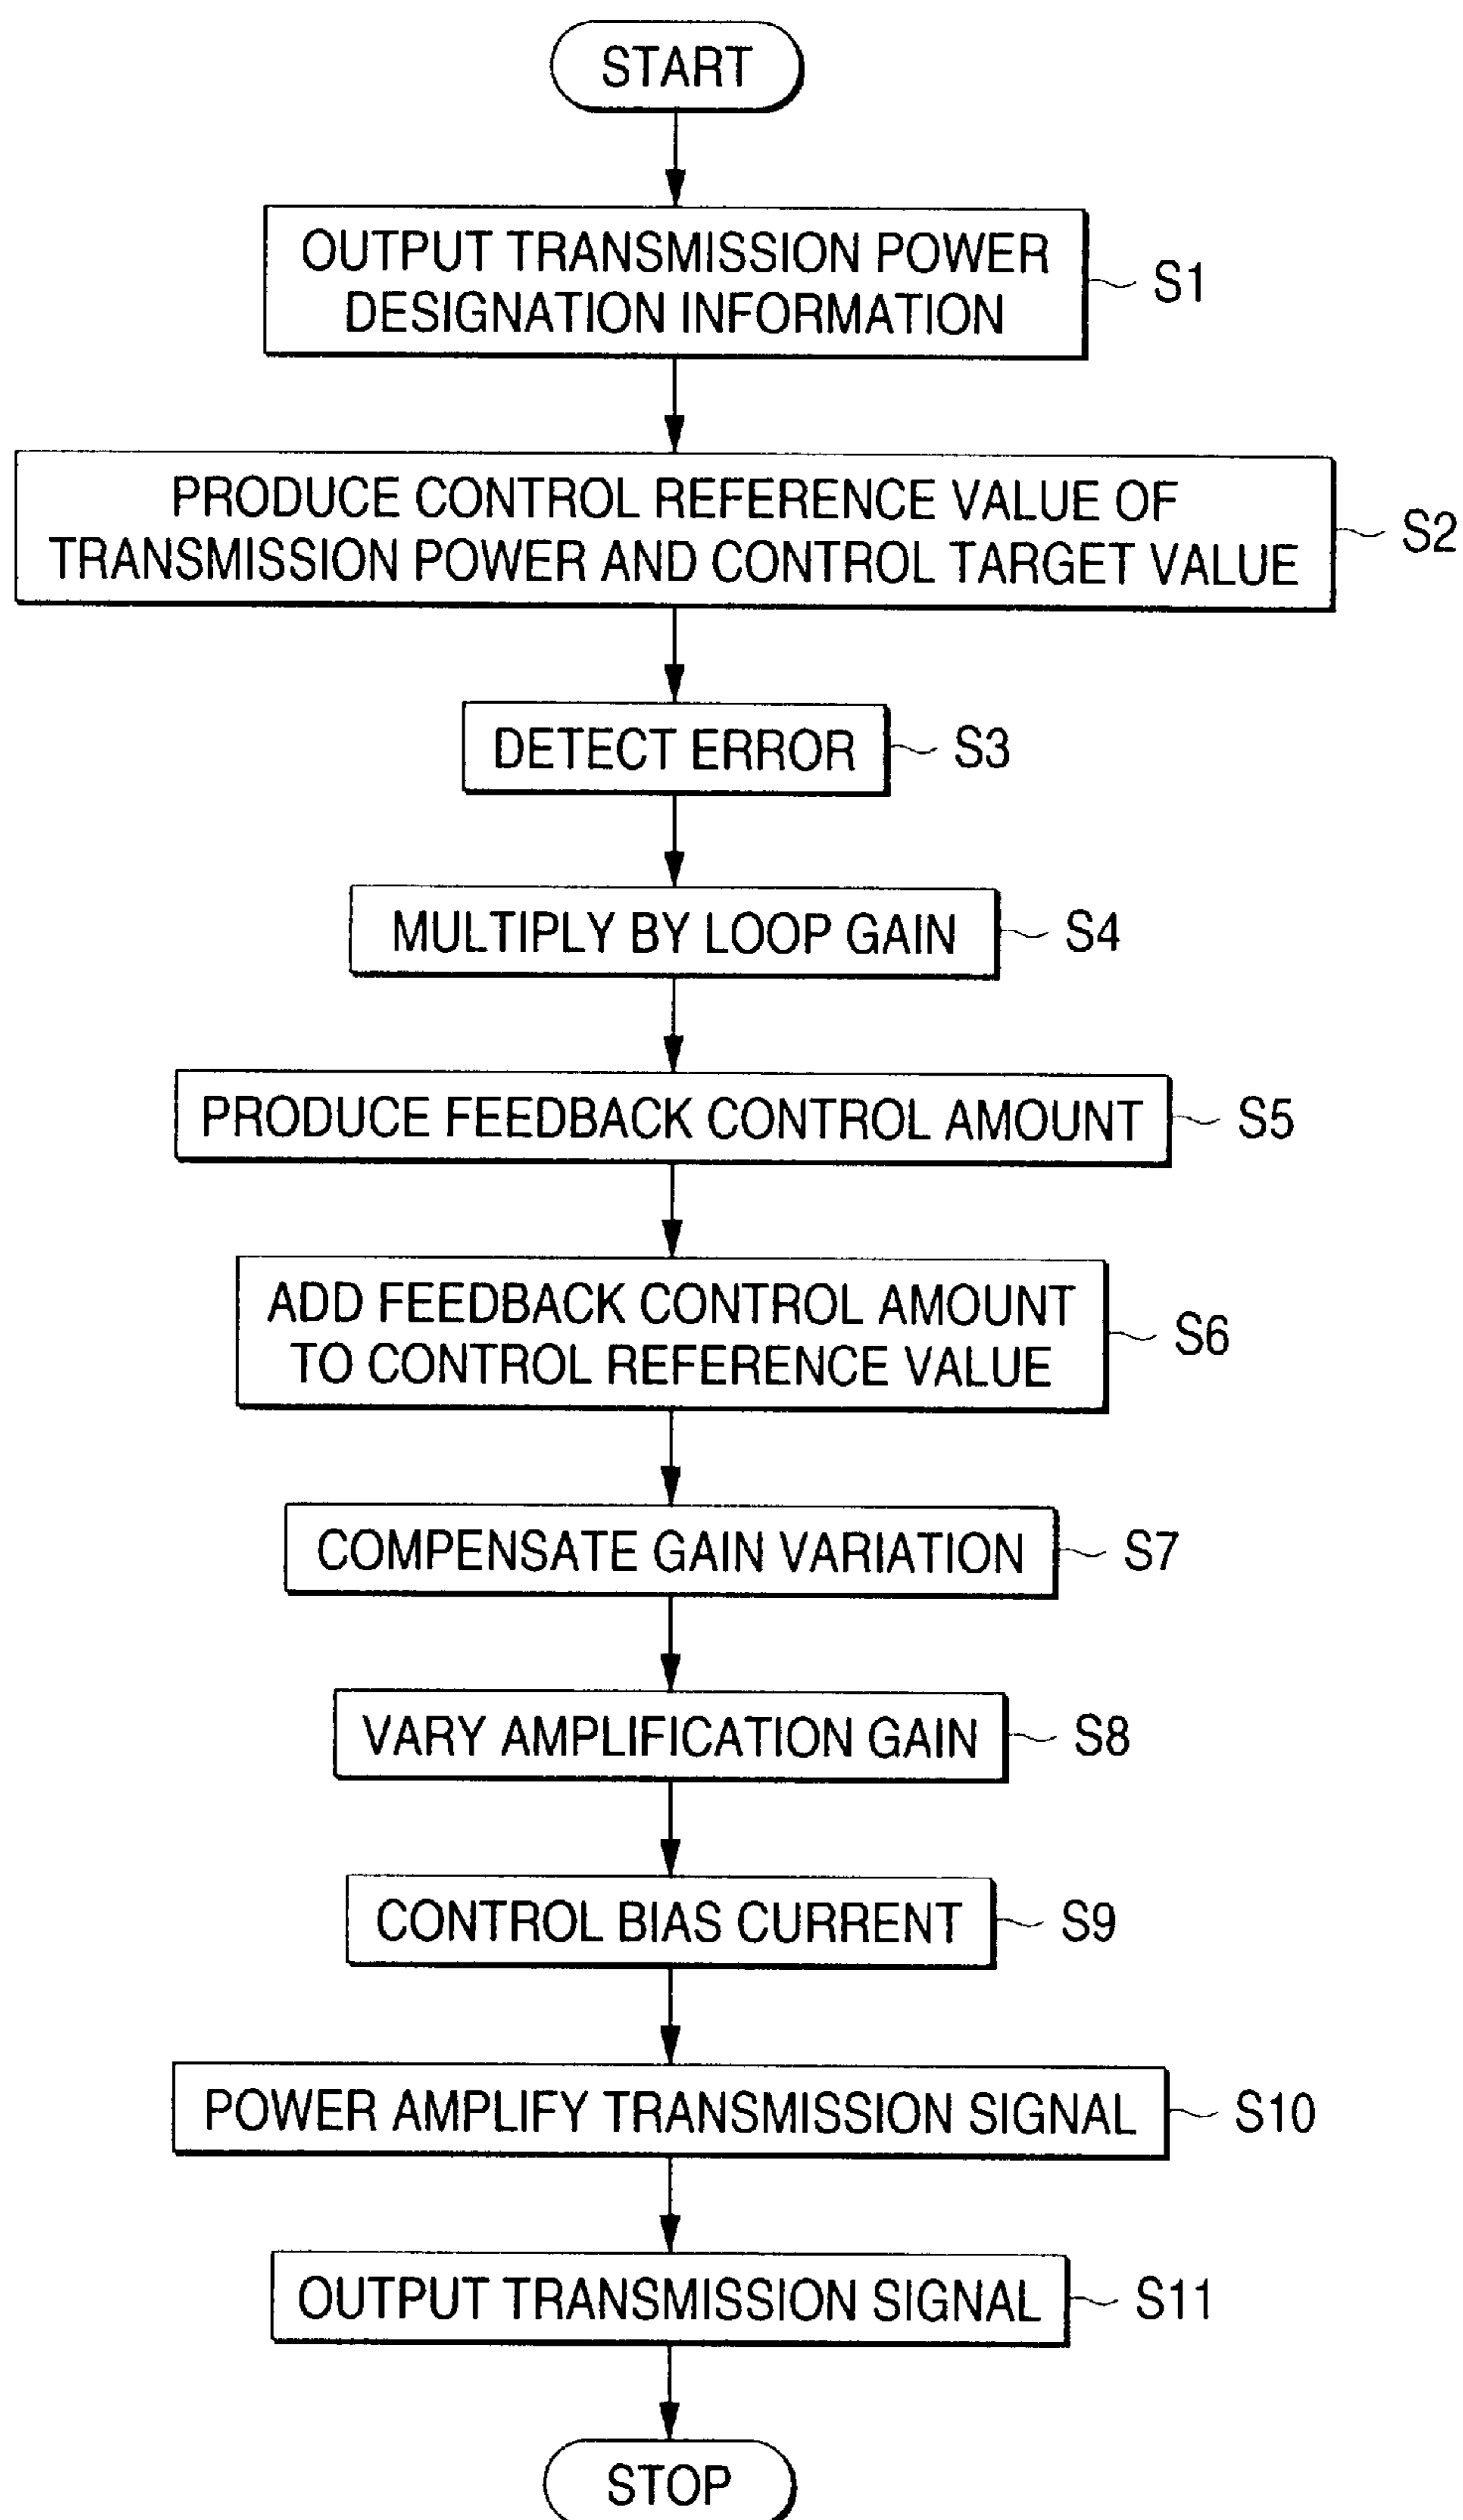 START
OUTPUT TRANSMISSION POWER
DESIGNATION INFORMATION
S1
PRODUCE CONTROL REFERENCE VALUE OF
TRANSMISSION POWER AND CONTROL TARGET VALUE
S2
DETECT ERROR
S3
MULTIPLY BY LOOP GAIN
S4
PRODUCE FEEDBACK CONTROL AMOUNT
S5
ADD FEEDBACK CONTROL AMOUNT
TO CONTROL REFERENCE VALUE
S6
COMPENSATE GAIN VARIATION
S7
VARY AMPLIFICATION GAIN
S8
CONTROL BIAS CURRENT
S9
POWER AMPLIFY TRANSMISSION SIGNAL
S10
OUTPUT TRANSMISSION SIGNAL
S11
STOP